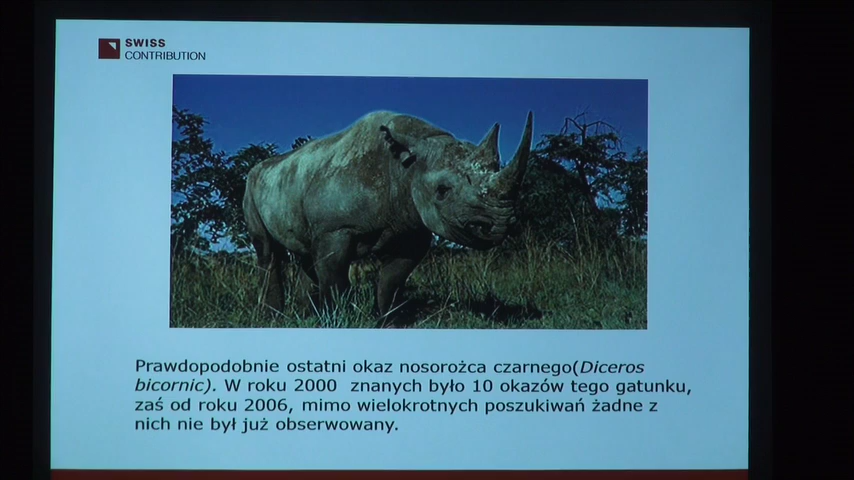 SWISS
CONTRIBUTION
Prawdopodobnie ostatni okaz nosorożca czarnego(Diceros
bicornic). W roku 2000  znanych było 10 okazów tego gatunku,
zaś od roku 2006, mimo wielokrotnych poszukiwań żadne z
nich nie był już obserwowany.